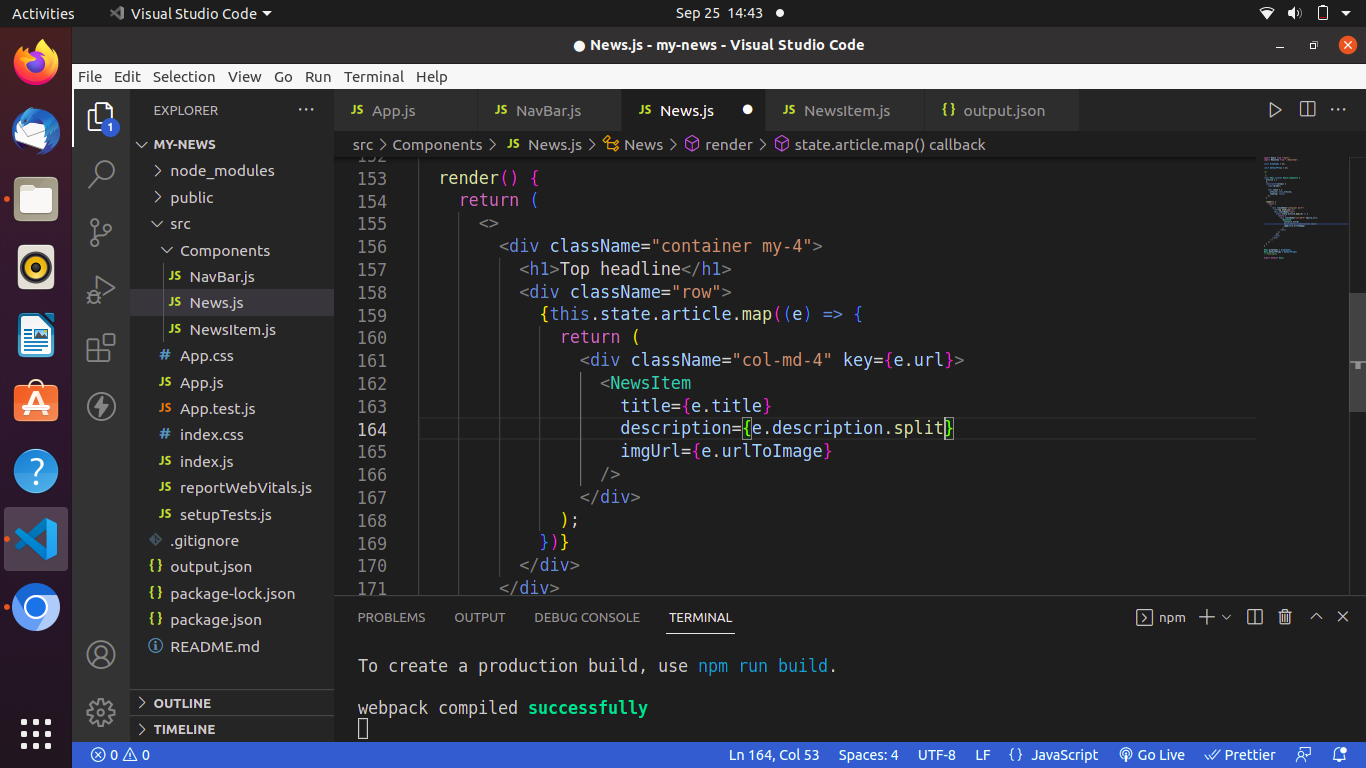 Activities Visual Studio Code Sep 25 14:43
News.js - my-news - Visual Studio Code
File Edit Selection View Go Run Terminal Help
EXPLORER ···
JS App.js JS NavBar.js JS News.js JS NewsItem.js {} output.json ···
src > Components > JS News.js > News > render > state.article.map() callback
1
MY-NEWS
node_modules
public
src
Components
JS NavBar.js
JS News.js
JS NewsItem.js
# App.css
JS App.js
JS App.test.js
# index.css
JS index.js
JS reportWebVitals.js
JS setupTests.js
.gitignore
{} output.json
{} package-lock.json
{} package.json
README.md
OUTLINE
TIMELINE
152
153 render() {
154 return (
155 <>
156 <div className="container my-4">
157 <h1>Top headline</h1>
158 <div className="row">
159 {this.state.article.map((e) => {
160 return (
161 <div className="col-md-4" key={e.url}>
162 <NewsItem
163 title={e.title}
164 description={e.description.split}
165 imgUrl={e.urlToImage}
166 />
167 </div>
168 );
169 })}
170 </div>
171 </div>
PROBLEMS OUTPUT DEBUG CONSOLE TERMINAL npm
To create a production build, use npm run build.
webpack compiled successfully
0 0 Ln 164, Col 53 Spaces: 4 UTF-8 LF {} JavaScript Go Live Prettier